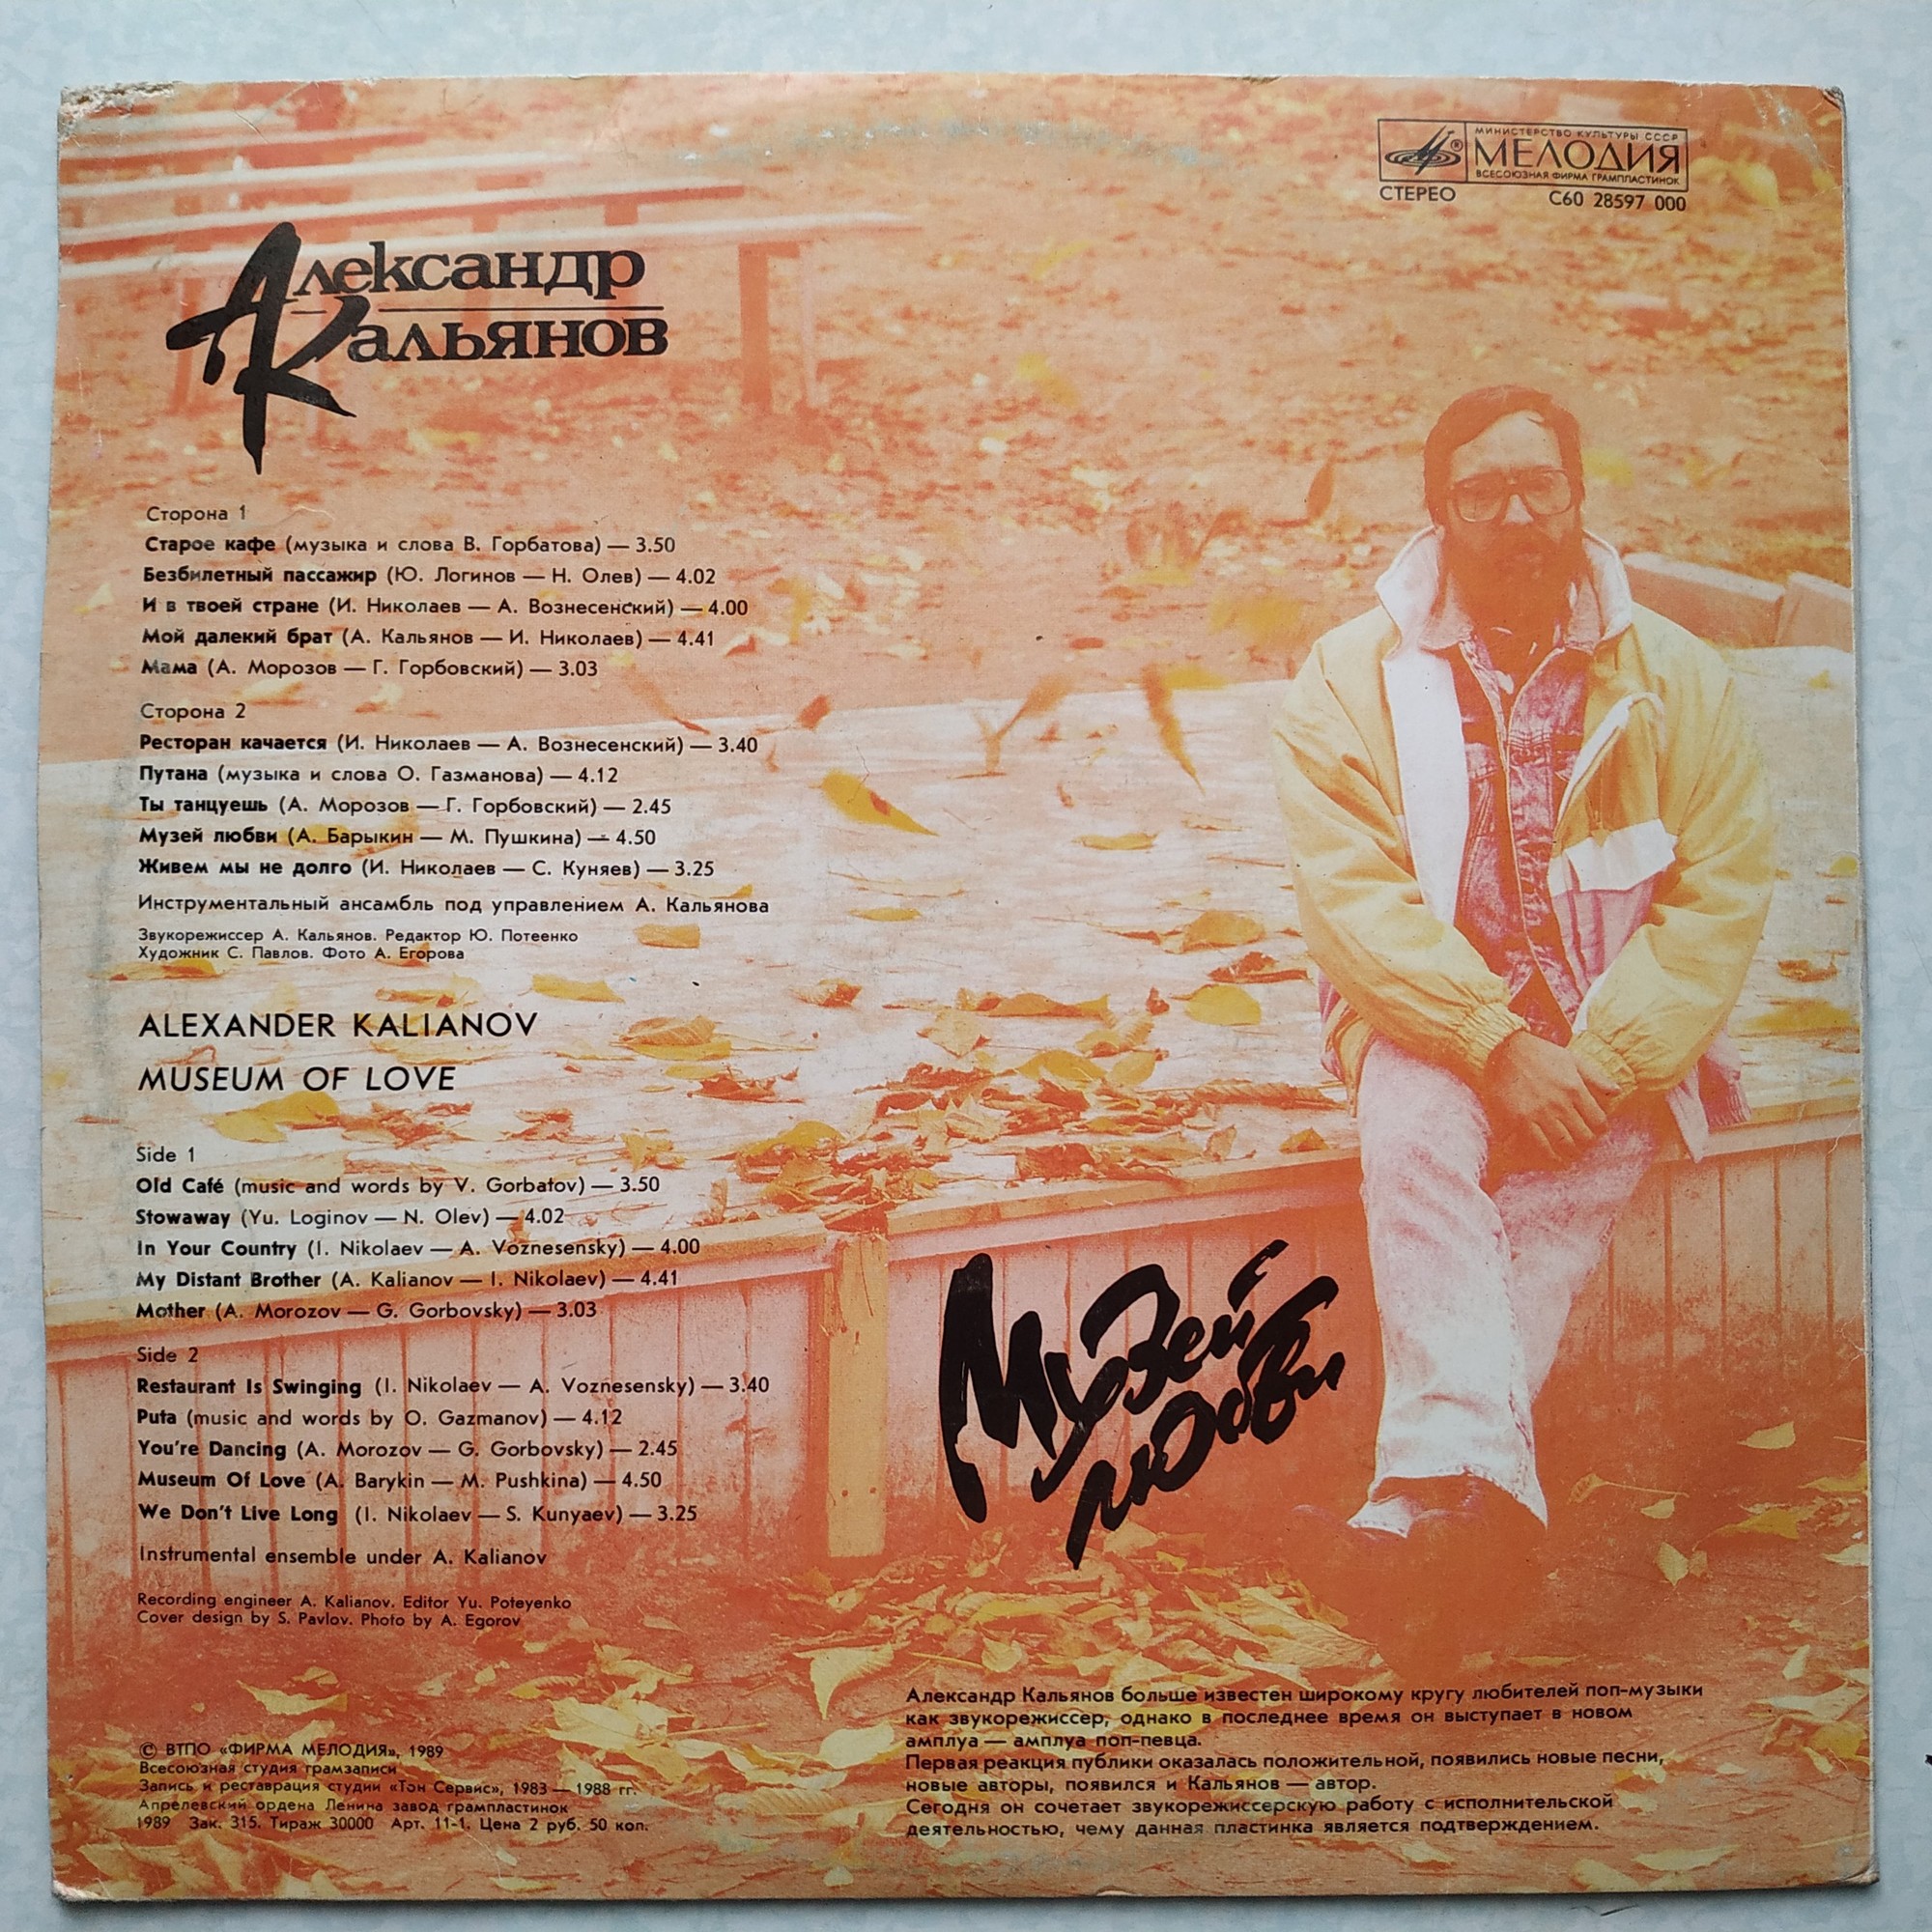 МИНИСТЕРСТВО КУЛЬТУРЫ СССР
МЕЛОДИЯ
ВСЕСОЮЗНАЯ ФИРМА ГРАМПЛАСТИНОК
СТЕРЕО С60 28597 000
Александр
Кальянов
Сторона 1
Старое кафе (музыка и слова В. Горбатова) — 3.50
Безбилетный пассажир (Ю. Логинов — Н. Олев) — 4.02
И в твоей стране (И. Николаев — А. Вознесенский) — 4.00
Мой далекий брат (А. Кальянов — И. Николаев) — 4.41
Мама (А. Морозов — Г. Горбовский) — 3.03
Сторона 2
Ресторан качается (И. Николаев — А. Вознесенский) — 3.40
Путана (музыка и слова О. Газманова) — 4.12
Ты танцуешь (А. Морозов — Г. Горбовский) — 2.45
Музей любви (А. Барыкин — М. Пушкина) — 4.50
Живем мы не долго (И. Николаев — С. Куняев) — 3.25
Инструментальный ансамбль под управлением А. Кальянова
Звукорежиссер А. Кальянов. Редактор Ю. Потеенко
Художник С. Павлов. Фото А. Егорова
ALEXANDER KALIANOV
MUSEUM OF LOVE
Side 1
Old Café (music and words by V. Gorbatov) — 3.50
Stowaway (Yu. Loginov — N. Olev) — 4.02
In Your Country (I. Nikolaev — A. Voznesensky) — 4.00
My Distant Brother (A. Kalianov — I. Nikolaev) — 4.41
Mother (A. Morozov — G. Gorbovsky) — 3.03
Side 2
Restaurant Is Swinging (I. Nikolaev — A. Voznesensky) — 3.40
Puta (music and words by O. Gazmanov) — 4.12
You're Dancing (A. Morozov — G. Gorbovsky) — 2.45
Museum Of Love (A. Barykin — M. Pushkina) — 4.50
We Don't Live Long (I. Nikolaev — S. Kunyaev) — 3.25
Instrumental ensemble under A. Kalianov
Recording engineer A. Kalianov. Editor Yu. Poteyenko
Cover design by S. Pavlov. Photo by A. Egorov
Музей
любви
© ВТПО «ФИРМА МЕЛОДИЯ», 1989
Всесоюзная студия грамзаписи
Запись и реставрация студии «Тон Сервис», 1983 — 1988 гг.
Апрелевский ордена Ленина завод грампластинок
1989 Зак. 315. Тираж 30000 Арт. 11-1. Цена 2 руб. 50 коп.
Александр Кальянов больше известен широкому кругу любителей поп-музыки
как звукорежиссер, однако в последнее время он выступает в новом
амплуа — амплуа поп-певца.
Первая реакция публики оказалась положительной, появились новые песни,
новые авторы, появился и Кальянов — автор.
Сегодня он сочетает звукорежиссерскую работу с исполнительской
деятельностью, чему данная пластинка является подтверждением.